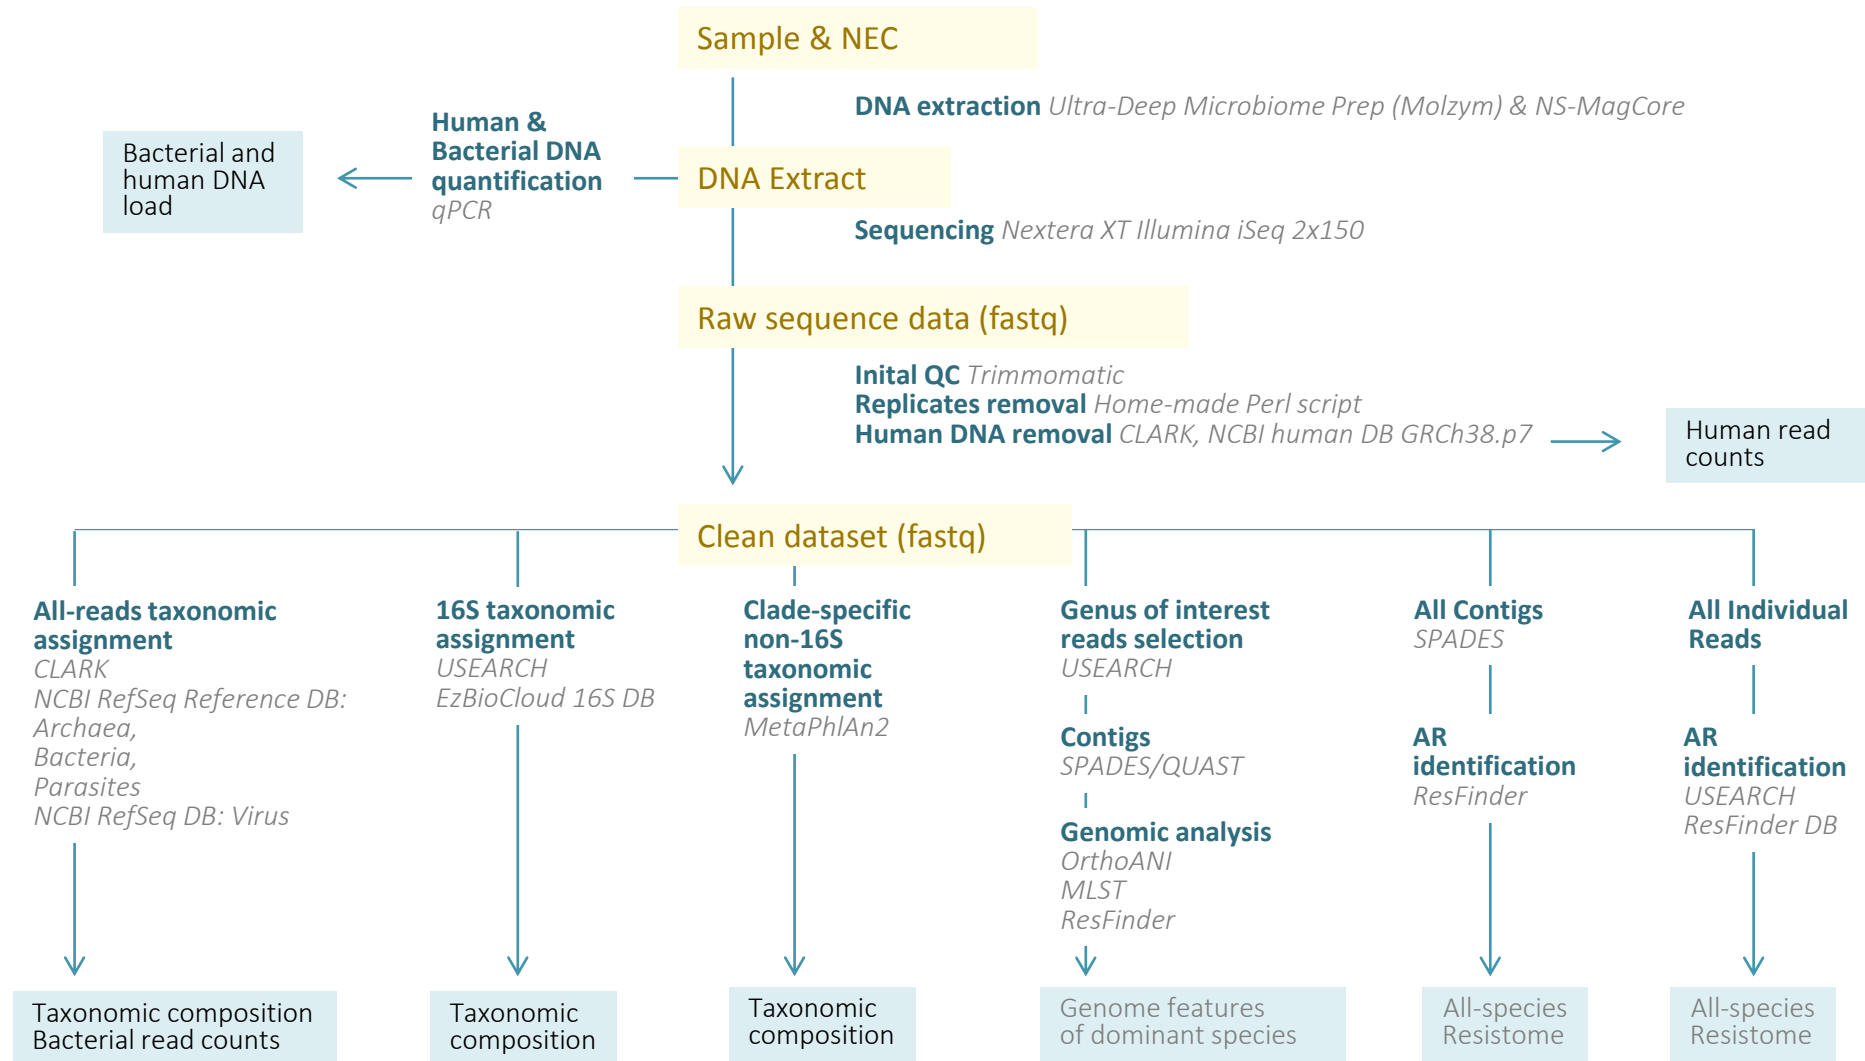 Sample & NEC
DNA extraction Ultra-Deep Microbiome Prep (Molzym) & NS-MagCore
Human &
Bacterial DNA
quantification
qPCR
Bacterial and
human DNA
load
DNA Extract
Sequencing Nextera XT Illumina iSeq 2x150
Raw sequence data (fastq)
Inital QC Trimmomatic
Replicates removal Home-made Perl script
Human DNA removal CLARK, NCBI human DB GRCh38.p7
Human read
counts
Clean dataset (fastq)
All-reads taxonomic
assignment
CLARK
NCBI RefSeq Reference DB:
Archaea,
Bacteria,
Parasites
NCBI RefSeq DB: Virus
16S taxonomic
assignment
USEARCH
EzBioCloud 16S DB
Clade-specific
non-16S
taxonomic
assignment
MetaPhlAn2
Genus of interest
reads selection
USEARCH
Contigs
SPADES/QUAST
Genomic analysis
OrthoANI
MLST
ResFinder
All Contigs
SPADES
AR
identification
ResFinder
All Individual
Reads
AR
identification
USEARCH
ResFinder DB
Taxonomic composition
Bacterial read counts
Taxonomic
composition
Taxonomic
composition
Genome features
of dominant species
All-species
Resistome
All-species
Resistome